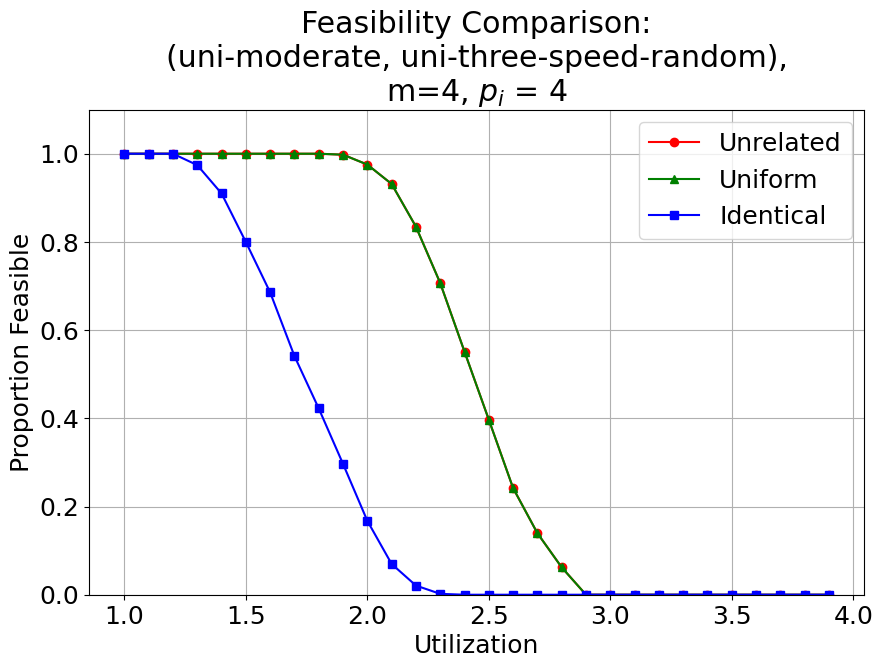 Feasibility Comparison:
(uni-moderate, uni-three-speed-random),
m=4, $p_i$ = 4
Unrelated
Uniform
Identical
Proportion Feasible
1.0
0.8
0.6
0.4
0.2
0.0
1.0 1.5 2.0 2.5 3.0 3.5 4.0
Utilization